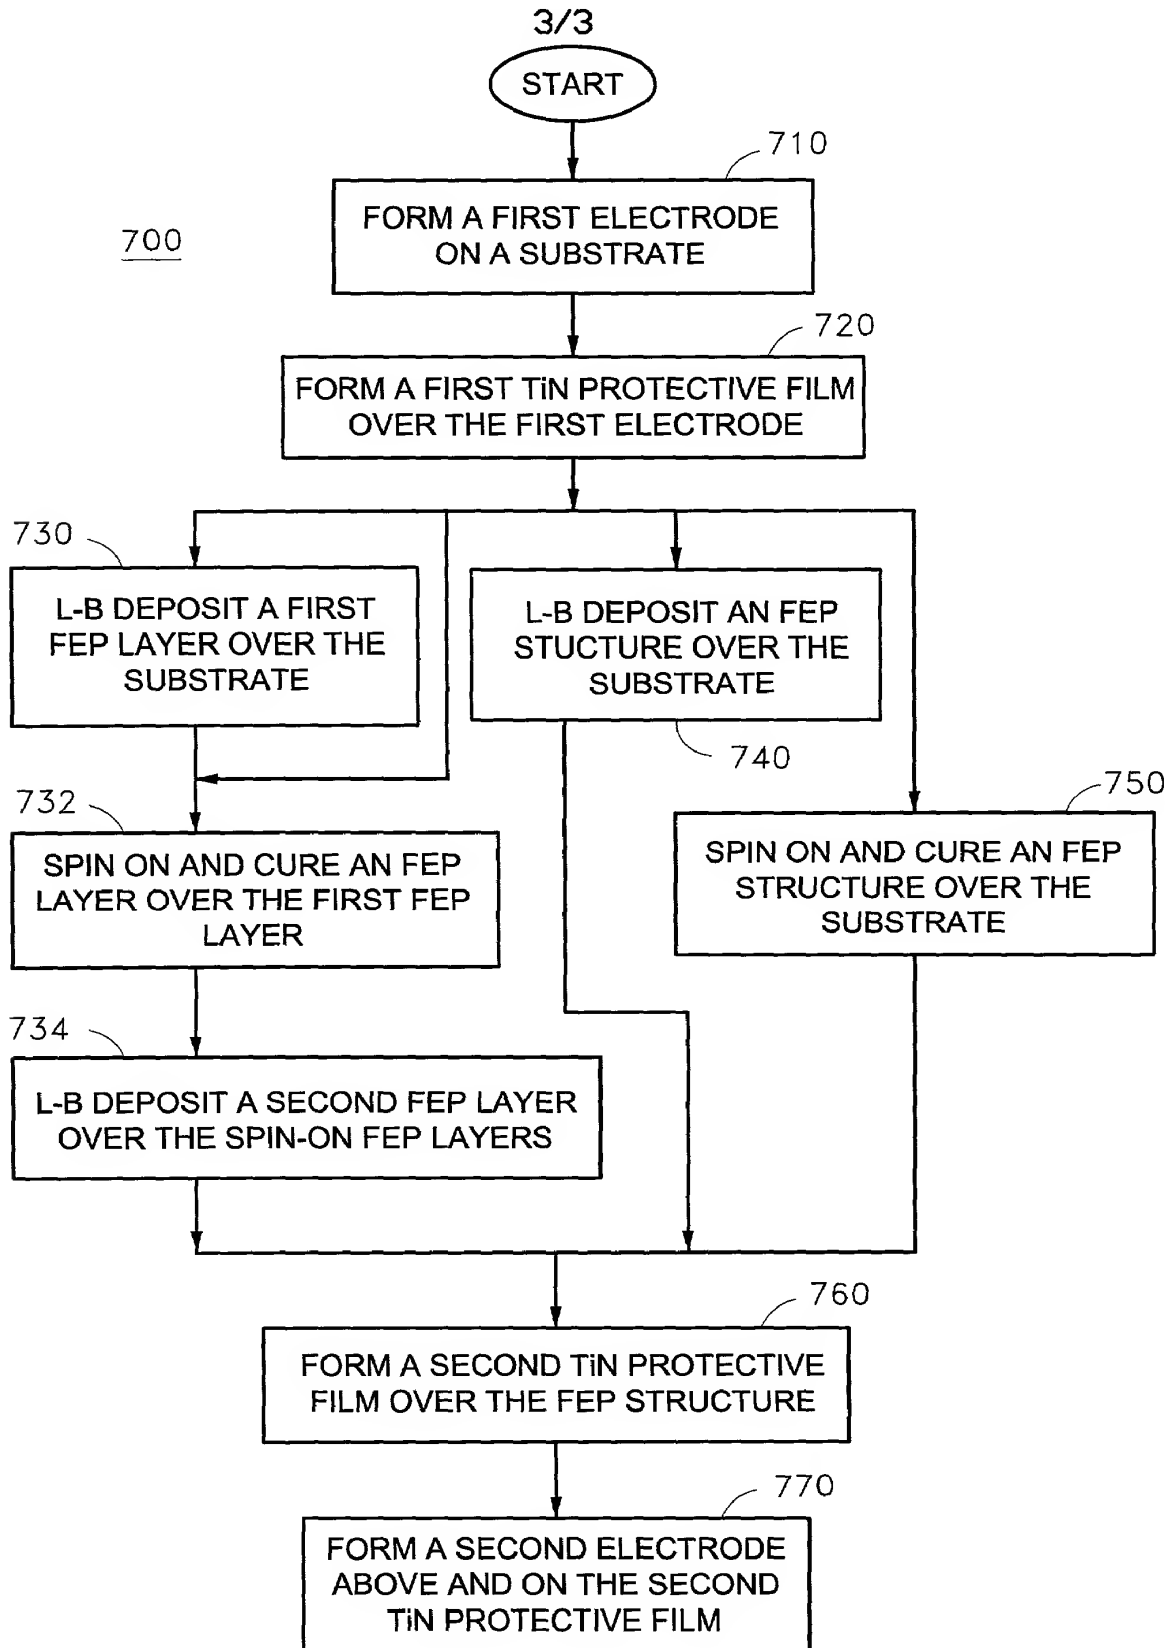 3/3
START
710
FORM A FIRST ELECTRODE
ON A SUBSTRATE
700
720
FORM A FIRST TiN PROTECTIVE FILM
OVER THE FIRST ELECTRODE
730
L-B DEPOSIT A FIRST
FEP LAYER OVER THE
SUBSTRATE
L-B DEPOSIT AN FEP
STUCTURE OVER THE
SUBSTRATE
740
732
SPIN ON AND CURE AN FEP
LAYER OVER THE FIRST FEP
LAYER
750
SPIN ON AND CURE AN FEP
STRUCTURE OVER THE
SUBSTRATE
734
L-B DEPOSIT A SECOND FEP LAYER
OVER THE SPIN-ON FEP LAYERS
760
FORM A SECOND TiN PROTECTIVE
FILM OVER THE FEP STRUCTURE
770
FORM A SECOND ELECTRODE
ABOVE AND ON THE SECOND
TiN PROTECTIVE FILM